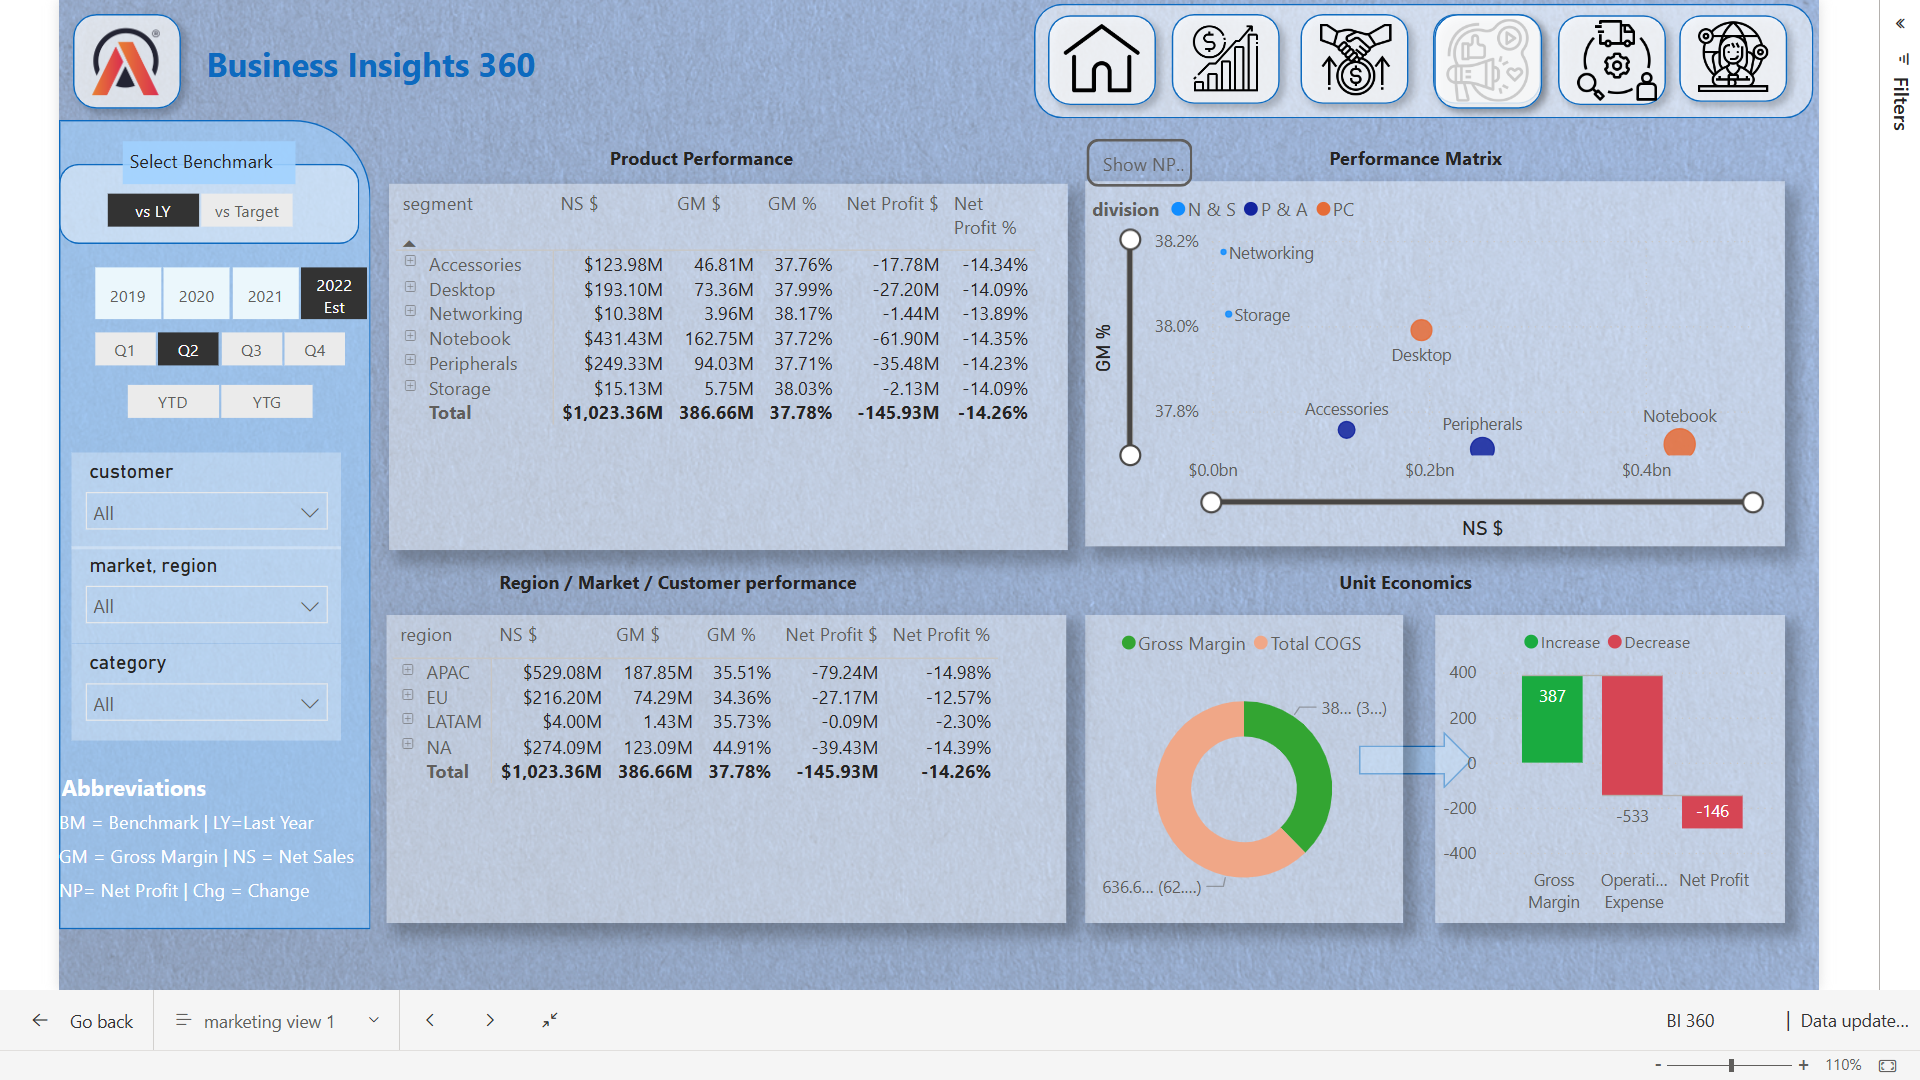 Business Insights 360
«
Filters
Select Benchmark
vs LY
vs Target
2019
2020
2021
2022
Est
Q1
Q2
Q3
Q4
YTD
YTG
customer
All
market, region
All
category
All
Abbreviations
BM = Benchmark | LY=Last Year
GM = Gross Margin | NS = Net Sales
NP= Net Profit | Chg = Change
Product Performance
segment NS $ GM $ GM % Net Profit $ Net
Profit %
Accessories $123.98M 46.81M 37.76% -17.78M -14.34%
Desktop $193.10M 73.36M 37.99% -27.20M -14.09%
Networking $10.38M 3.96M 38.17% -1.44M -13.89%
Notebook $431.43M 162.75M 37.72% -61.90M -14.35%
Peripherals $249.33M 94.03M 37.71% -35.48M -14.23%
Storage $15.13M 5.75M 38.03% -2.13M -14.09%
Total $1,023.36M 386.66M 37.78% -145.93M -14.26%
Show NP..
Performance Matrix
division N & S P & A PC
38.2%
Networking
Storage
38.0%
Desktop
GM %
Accessories
37.8%
Notebook
Peripherals
$0.0bn $0.2bn $0.4bn
NS $
Region / Market / Customer performance
region NS $ GM $ GM % Net Profit $ Net Profit %
APAC $529.08M 187.85M 35.51% -79.24M -14.98%
EU $216.20M 74.29M 34.36% -27.17M -12.57%
LATAM $4.00M 1.43M 35.73% -0.09M -2.30%
NA $274.09M 123.09M 44.91% -39.43M -14.39%
Total $1,023.36M 386.66M 37.78% -145.93M -14.26%
Unit Economics
Gross Margin Total COGS
38... (3...)
636.6... (62....)
Increase Decrease
400
387
200
0
-200
-533
-146
-400
Gross
Margin
Operati...
Expense
Net Profit
Go back
marketing view 1
BI 360
| Data update...
- + 110%